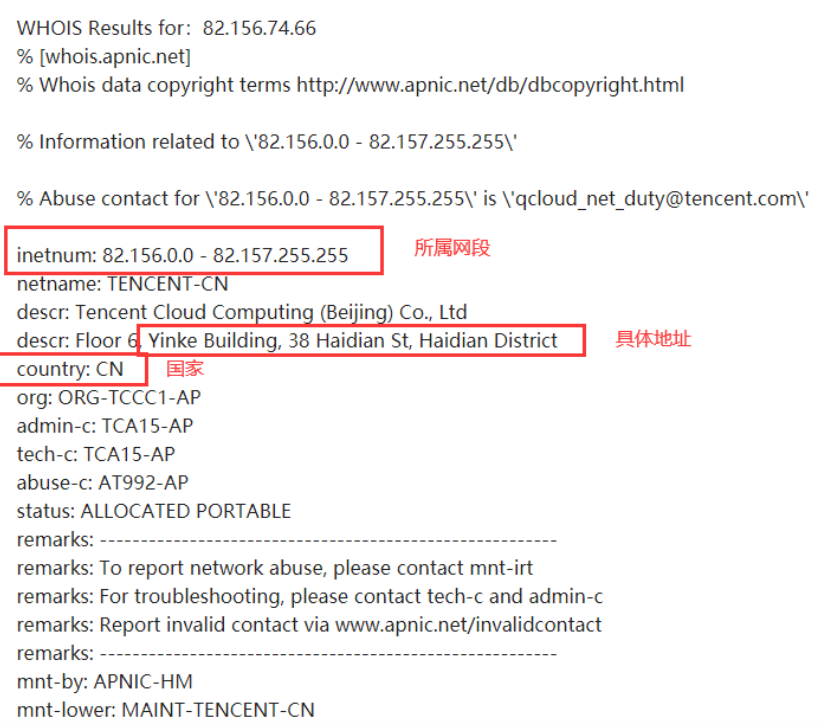 WHOIS Results for：82.156.74.66
% [whois.apnic.net]
% Whois data copyright terms http://www.apnic.net/db/dbcopyright.html
% Information related to \'82.156.0.0 - 82.157.255.255\'
% Abuse contact for \'82.156.0.0 - 82.157.255.255\' is \'qcloud_net_duty@tencent.com\'
inetnum: 82.156.0.0 - 82.157.255.255 所属网段
netname: TENCENT-CN
descr: Tencent Cloud Computing (Beijing) Co., Ltd
descr: Floor 6, Yinke Building, 38 Haidian St, Haidian District 具体地址
country: CN 国家
org: ORG-TCCC1-AP
admin-c: TCA15-AP
tech-c: TCA15-AP
abuse-c: AT992-AP
status: ALLOCATED PORTABLE
remarks: --------------------------------------------------------
remarks: To report network abuse, please contact mnt-irt
remarks: For troubleshooting, please contact tech-c and admin-c
remarks: Report invalid contact via www.apnic.net/invalidcontact
remarks: --------------------------------------------------------
mnt-by: APNIC-HM
mnt-lower: MAINT-TENCENT-CN